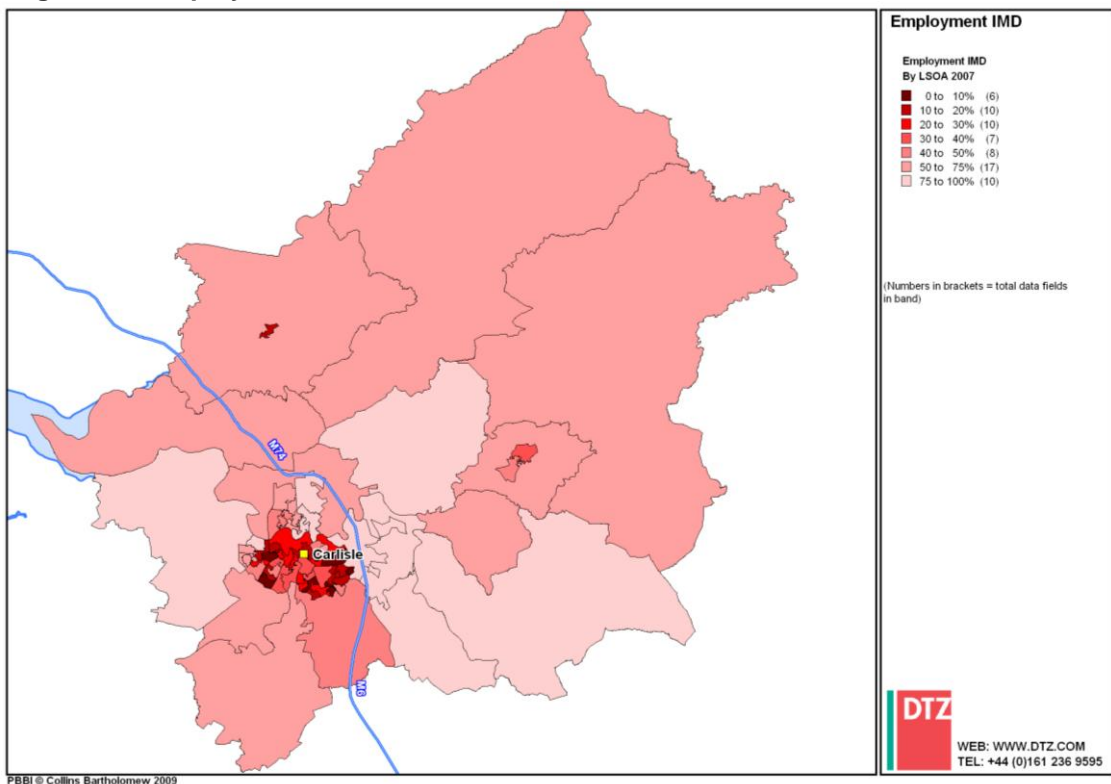 Employment IMD
Employment IMD
By LSOA 2007
0 to 10% (6)
10 to 20% (10)
20 to 30% (10)
30 to 40% (7)
40 to 50% (8)
50 to 75% (17)
75 to 100% (10)
(Numbers in brackets = total data fields
in band)
M74
Carlisle
M6
DTZ
WEB: WWW.DTZ.COM
TEL: +44 (0)161 236 9595
PBBI © Collins Bartholomew 2009